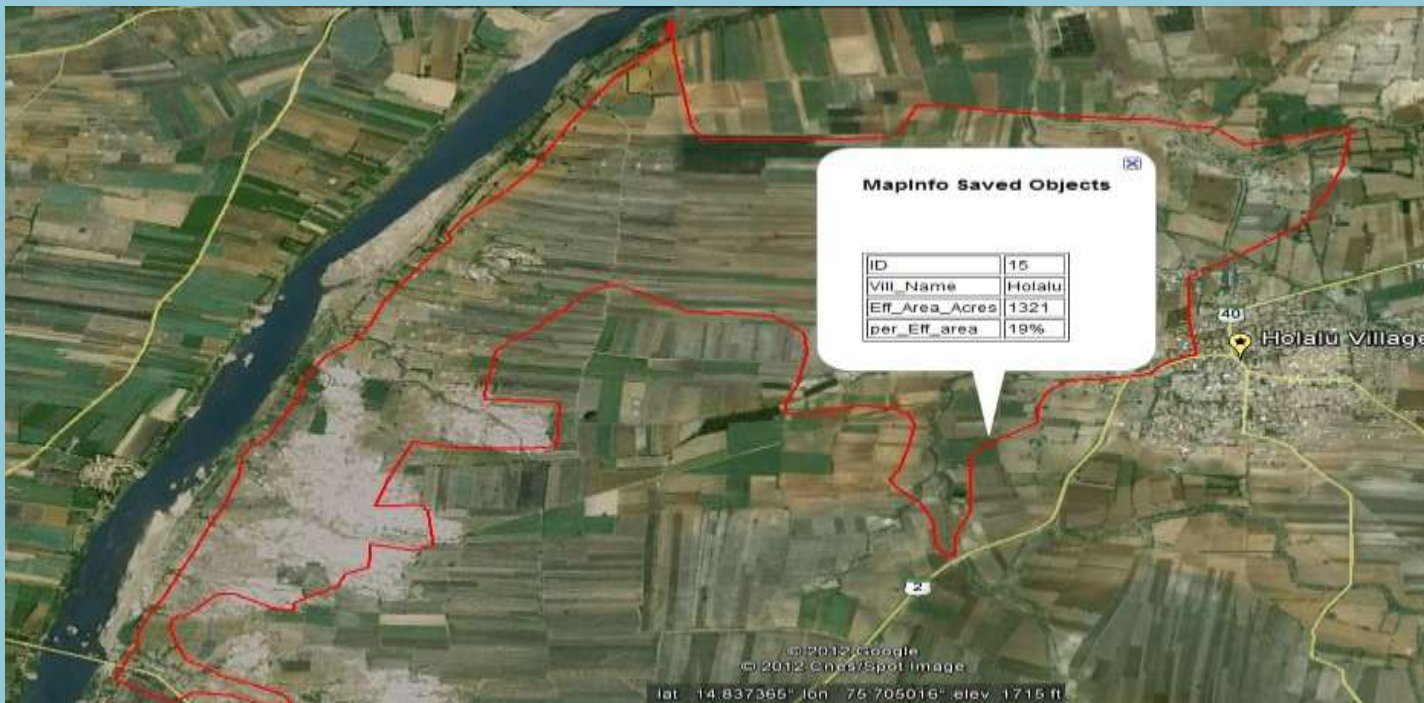 MapInfo Saved Objects
ID 15
Vill_Name Holalu
Eff_Area_Acres 1321
per_Eff_area 19%
40
Holalu Village
2
© 2012 Google
© 2012 Cnes/Spot Image
lat 14.837365° lon 75.705016° elev 1715 ft